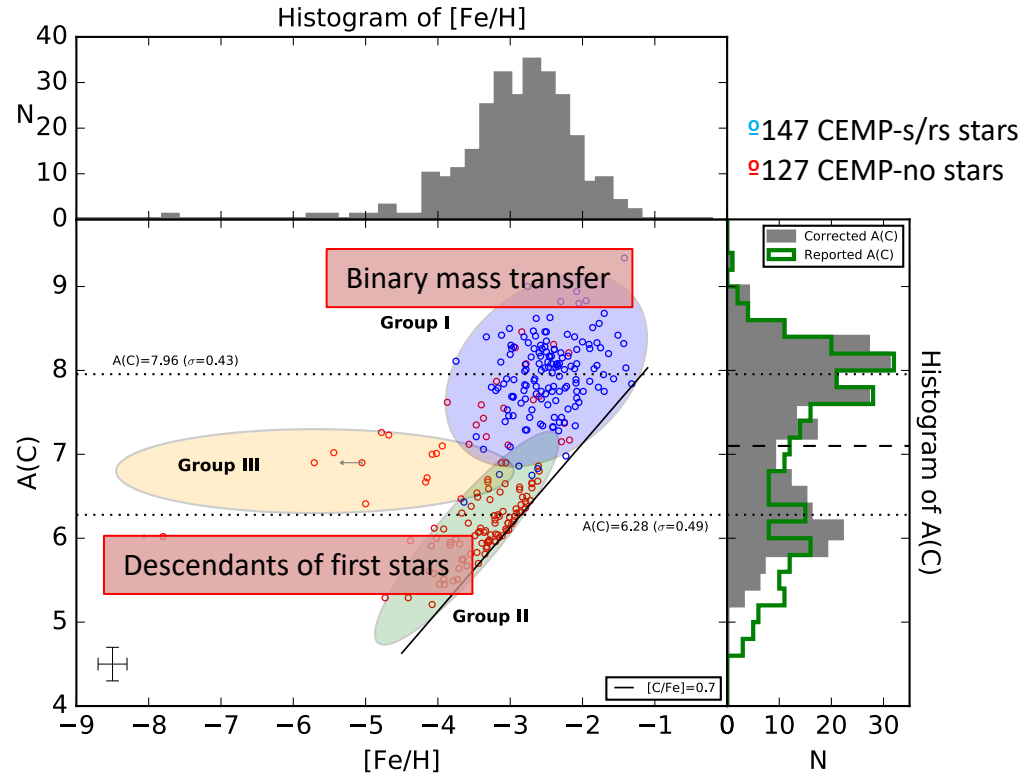 Histogram of [Fe/H]
40
30
20
10
0
N
º147 CEMP-s/rs stars
º127 CEMP-no stars
Corrected A(C)
Reported A(C)
Binary mass transfer
Group I
A(C)=7.96 (σ=0.43)
Group III
A(C)=6.28 (σ=0.49)
Descendants of first stars
Group II
[C/Fe]=0.7
9
8
7
6
5
4
A(C)
Histogram of A(C)
−9 −8 −7 −6 −5 −4 −3 −2 −1
0 10 20 30
[Fe/H]
N